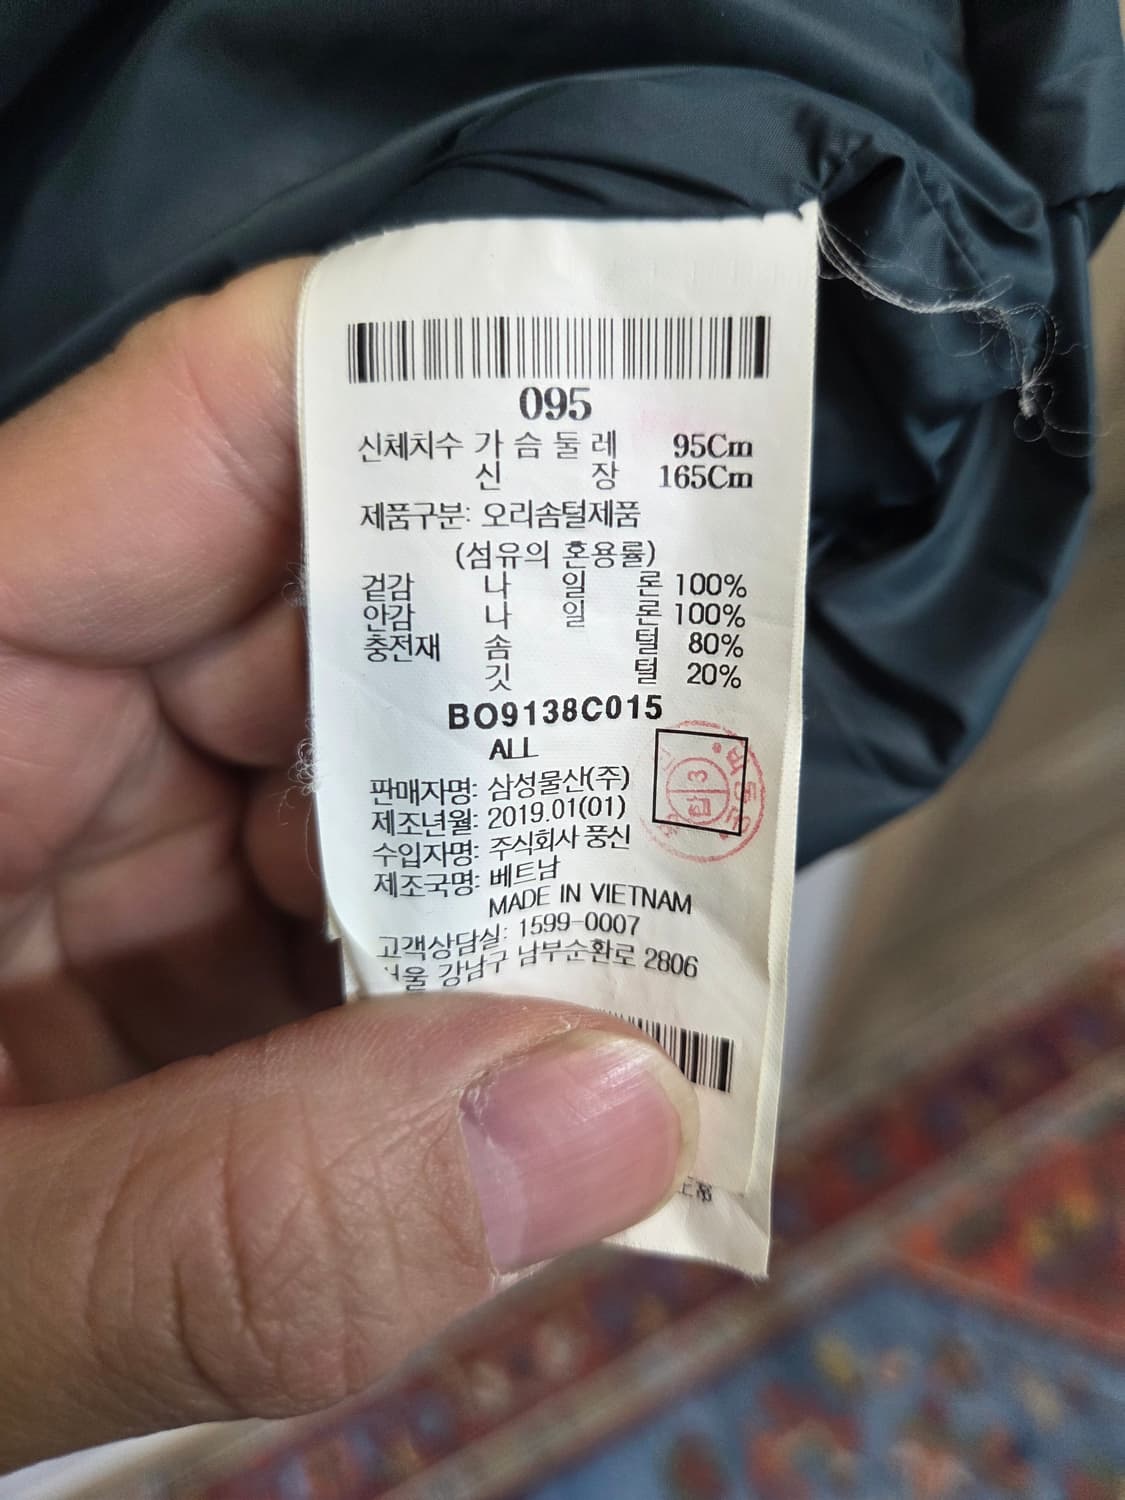 095
신체치수 가 슴 둘 레 95Cm
신 장 165Cm
제품구분: 오리솜털제품
(섬유의 혼용률)
겉감 나 일 론 100%
안감 나 일 론 100%
충전재 솜 털 80%
깃 털 20%
BO9138C015
ALL
판매자명: 삼성물산(주)
제조년월: 2019.01(01)
수입자명: 주식회사 풍신
제조국명: 베트남
MADE IN VIETNAM
고객상담실: 1599-0007
강남구 남부순환로 2806